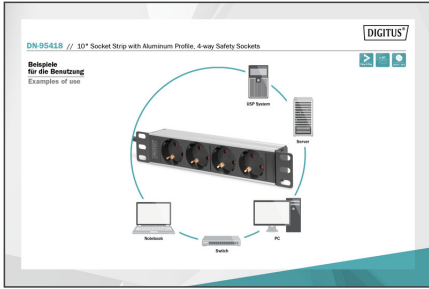 DIGITUS®
DN-95418 // 10" Socket Strip with Aluminum Profile, 4-way Safety Sockets
Beispiele
für die Benutzung
Examples of use
USP System
Server
Notebook
Switch
PC